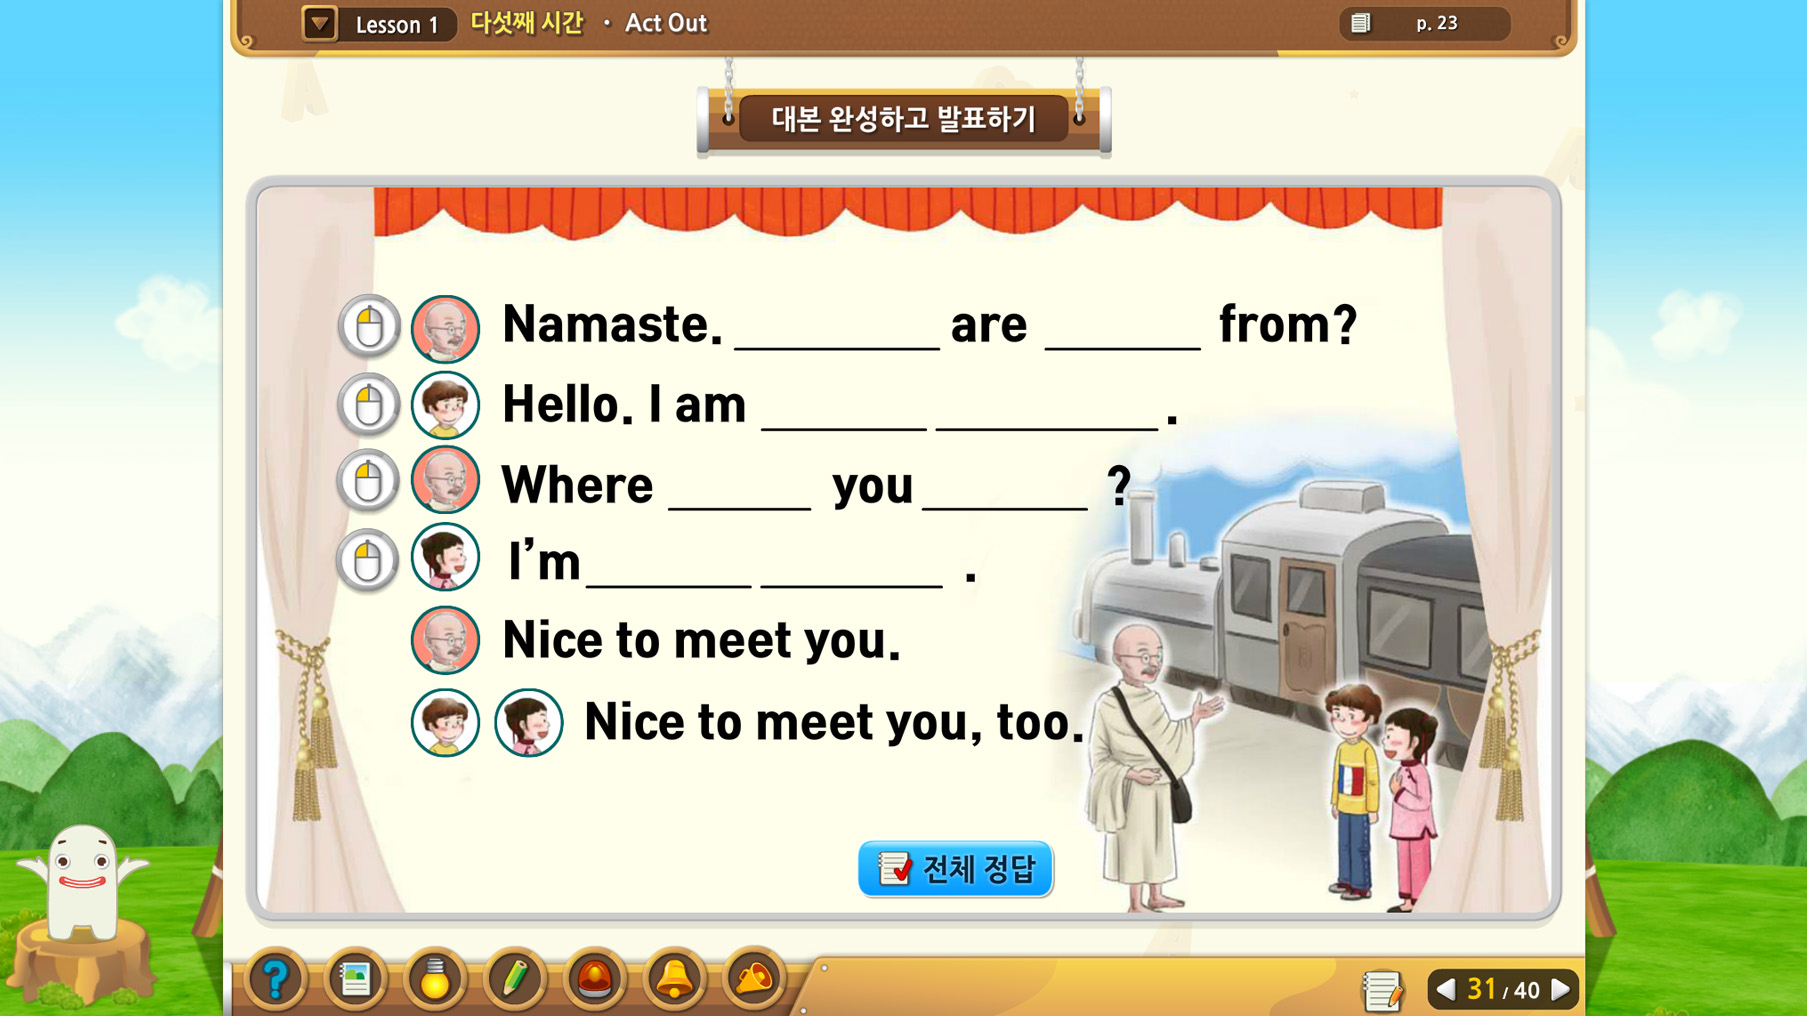 Lesson 1 다섯째 시간 · Act Out p. 23
대본 완성하고 발표하기
Namaste. ________ are ______ from?
Hello. I am ______ ________ .
Where _____ you ______ ?
I’m______ ______ .
Nice to meet you.
Nice to meet you, too.
전체 정답
31 / 40